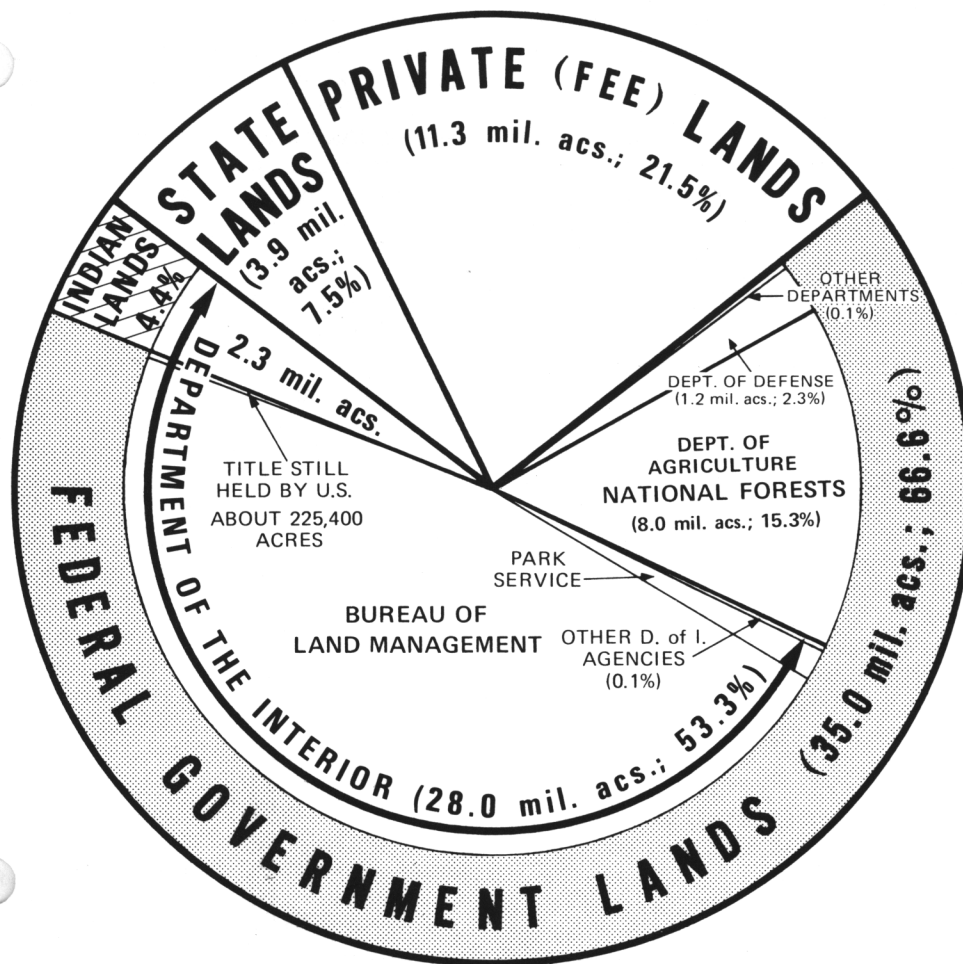 PRIVATE (FEE) LANDS
(11.3 mil. acs.; 21.5%)
STATE
LANDS
(3.9 mil.
acs.;
7.5%)
INDIAN
LANDS
4.4%
2.3 mil. acs.
OTHER
DEPARTMENTS
(0.1%)
DEPT. OF DEFENSE
(1.2 mil. acs.; 2.3%)
DEPT. OF
AGRICULTURE
NATIONAL FORESTS
(8.0 mil. acs.; 15.3%)
TITLE STILL
HELD BY U.S.
ABOUT 225,400
ACRES
PARK
SERVICE
BUREAU OF
LAND MANAGEMENT
OTHER D. of I.
AGENCIES
(0.1%)
DEPARTMENT OF THE INTERIOR (28.0 mil. acs.; 53.3%)
FEDERAL GOVERNMENT LANDS (35.0 mil. acs.; 66.6%)